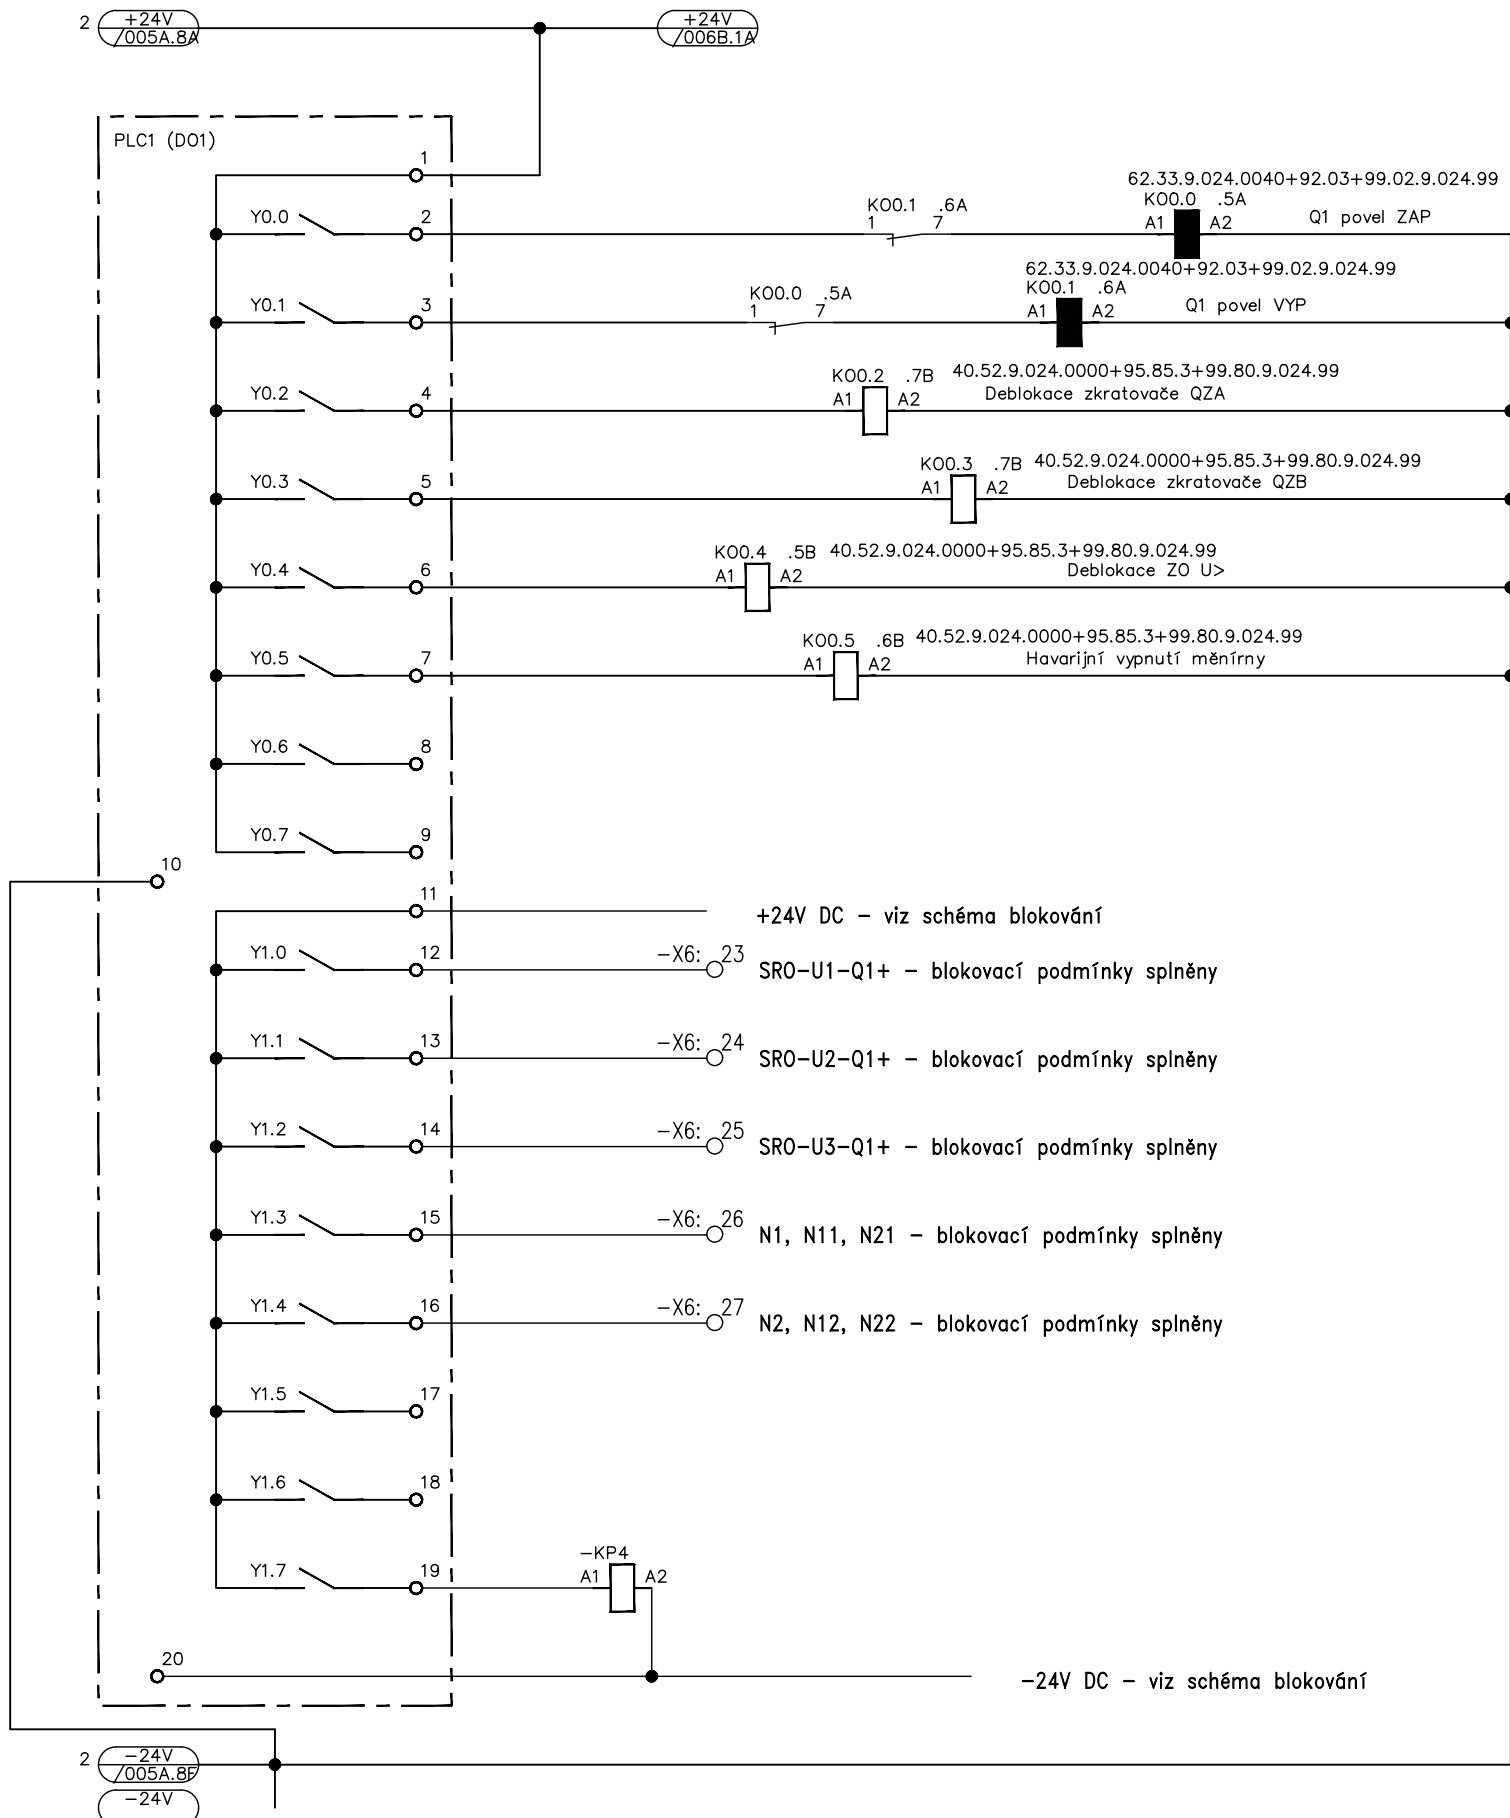 2 +24V /005A.8A
+24V /006B.1A
PLC1 (DO1)
1
62.33.9.024.0040+92.03+99.02.9.024.99
Y0.0 2 KO0.1 .6A 1 7 KO0.0 .5A A1 A2 Q1 povel ZAP
62.33.9.024.0040+92.03+99.02.9.024.99
Y0.1 3 KO0.0 .5A 1 7 KO0.1 .6A A1 A2 Q1 povel VYP
Y0.2 4 KO0.2 .7B A1 A2 40.52.9.024.0000+95.85.3+99.80.9.024.99
Deblokace zkratovače QZA
Y0.3 5 KO0.3 .7B A1 A2 40.52.9.024.0000+95.85.3+99.80.9.024.99
Deblokace zkratovače QZB
Y0.4 6 KO0.4 .5B A1 A2 40.52.9.024.0000+95.85.3+99.80.9.024.99
Deblokace ZO U>
Y0.5 7 KO0.5 .6B A1 A2 40.52.9.024.0000+95.85.3+99.80.9.024.99
Havarijní vypnutí měnírny
Y0.6 8
Y0.7 9
10
11 +24V DC – viz schéma blokování
Y1.0 12 –X6: 23 SRO–U1–Q1+ – blokovací podmínky splněny
Y1.1 13 –X6: 24 SRO–U2–Q1+ – blokovací podmínky splněny
Y1.2 14 –X6: 25 SRO–U3–Q1+ – blokovací podmínky splněny
Y1.3 15 –X6: 26 N1, N11, N21 – blokovací podmínky splněny
Y1.4 16 –X6: 27 N2, N12, N22 – blokovací podmínky splněny
Y1.5 17
Y1.6 18
Y1.7 19 –KP4 A1 A2
20 –24V DC – viz schéma blokování
2 –24V /005A.8F
–24V